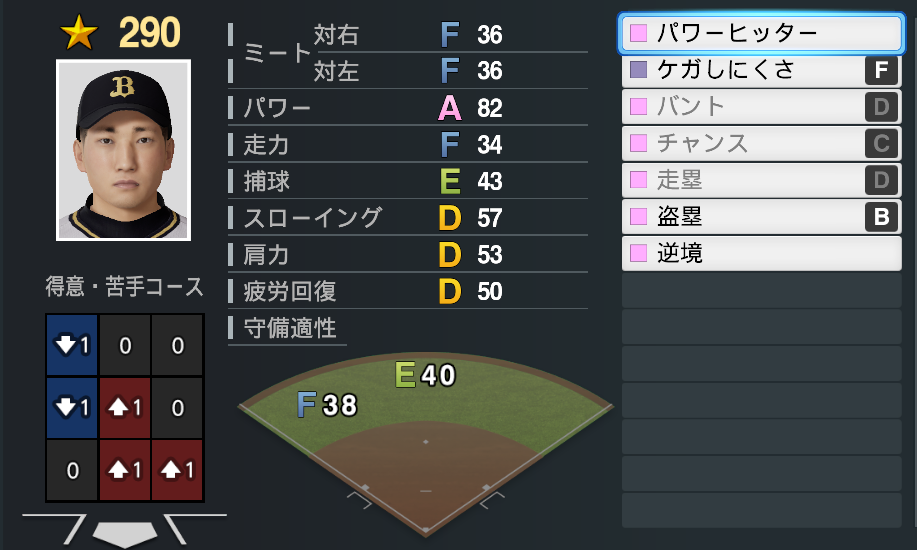 290
B
ミート
対右 F 36
対左 F 36
パワー A 82
走力 F 34
捕球 E 43
スローイング D 57
肩力 D 53
疲労回復 D 50
守備適性
E 40
F 38
得意・苦手コース
1 0 0
1 1 0
0 1 1
パワーヒッター
ケガしにくさ F
バント D
チャンス C
走塁 D
盗塁 B
逆境